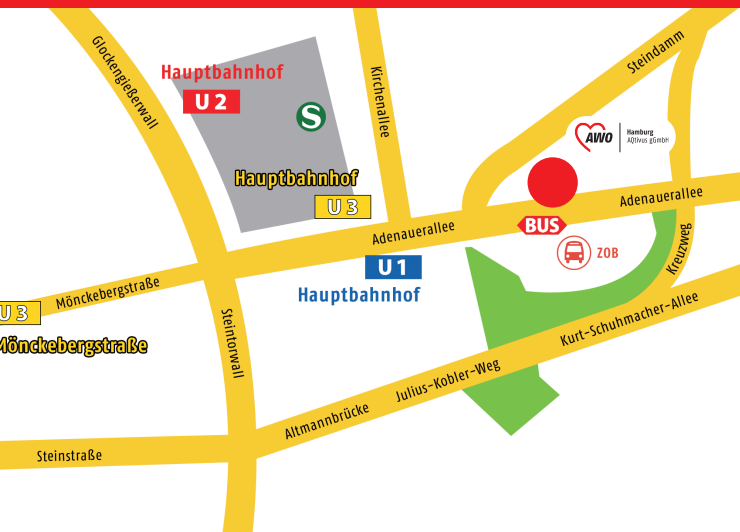 Glockengießerwall
Hauptbahnhof
U 2
S
Kirchenallee
Steindamm
AWO
Hamburg
AQtivus gGmbH
Hauptbahnhof
U 3
Adenauerallee
Adenauerallee
BUS
ZOB
Kreuzweg
U 1
Hauptbahnhof
Mönckebergstraße
U 3
Mönckebergstraße
Steintorwall
Kurt-Schuhmacher-Allee
Julius-Kobler-Weg
Altmannbrücke
Steinstraße